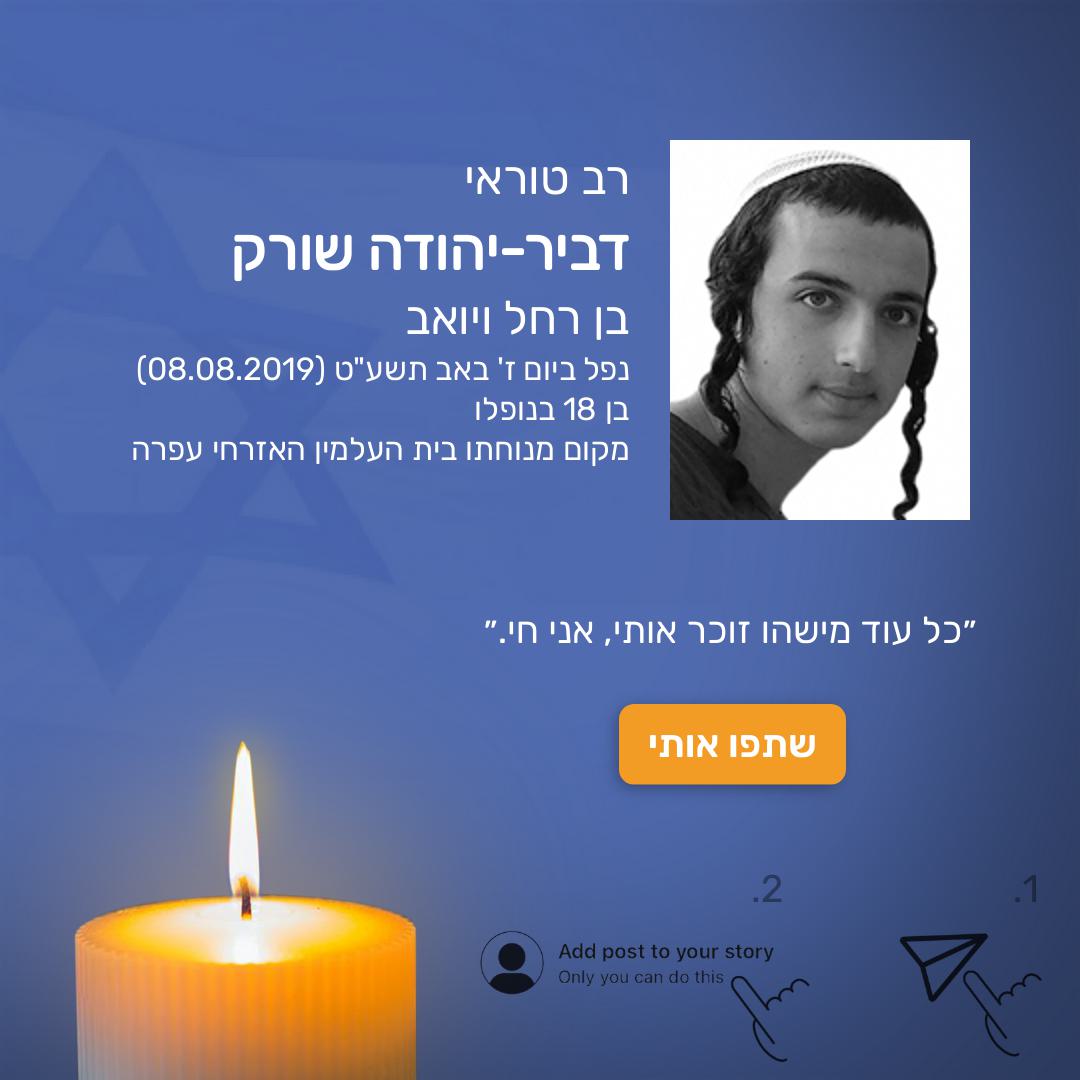 רב טוראי
דביר-יהודה שורק
בן רחל ויואב
נפל ביום ז' באב תשע"ט (08.08.2019)
בן 18 בנופלו
מקום מנוחתו בית העלמין האזרחי עפרה
״כל עוד מישהו זוכר אותי, אני חי.״
שתפו אותי
1.
2.
Add post to your story
Only you can do this